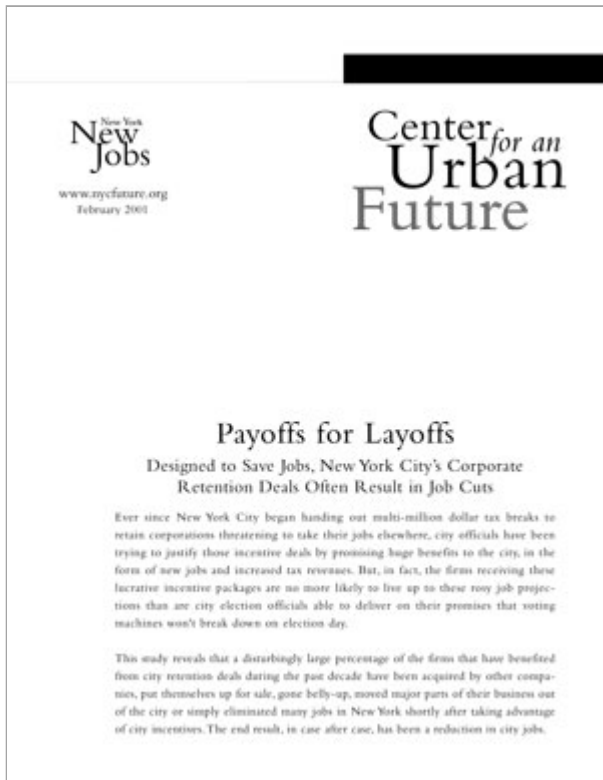 New York
New
Jobs
www.nycfuture.org
February 2001
Center for an
Urban
Future
Payoffs for Layoffs
Designed to Save Jobs, New York City's Corporate
Retention Deals Often Result in Job Cuts
Ever since New York City began handing out multi-million dollar tax breaks to
retain corporations threatening to take their jobs elsewhere, city officials have been
trying to justify those incentive deals by promising huge benefits to the city, in the
form of new jobs and increased tax revenues. But, in fact, the firms receiving these
lucrative incentive packages are no more likely to live up to these rosy job projec-
tions than are city election officials able to deliver on their promises that voting
machines won't break down on election day.
This study reveals that a disturbingly large percentage of the firms that have benefited
from city retention deals during the past decade have been acquired by other compa-
nies, put themselves up for sale, gone belly-up, moved major parts of their business out
of the city or simply eliminated many jobs in New York shortly after taking advantage
of city incentives. The end result, in case after case, has been a reduction in city jobs.